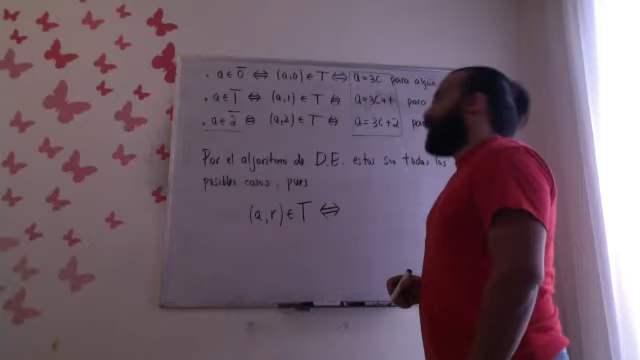 . a ∈ 0̅ ⇔ (a,0) ∈ T ⇔ a = 3c para algún
. a ∈ 1̅ ⇔ (a,1) ∈ T ⇔ a = 3c + 1 para
. a ∈ 2̅ ⇔ (a,2) ∈ T ⇔ a = 3c + 2
Por el algoritmo de D.E. estos son todos los
posibles casos, pues
(a,r) ∈ T ⇔